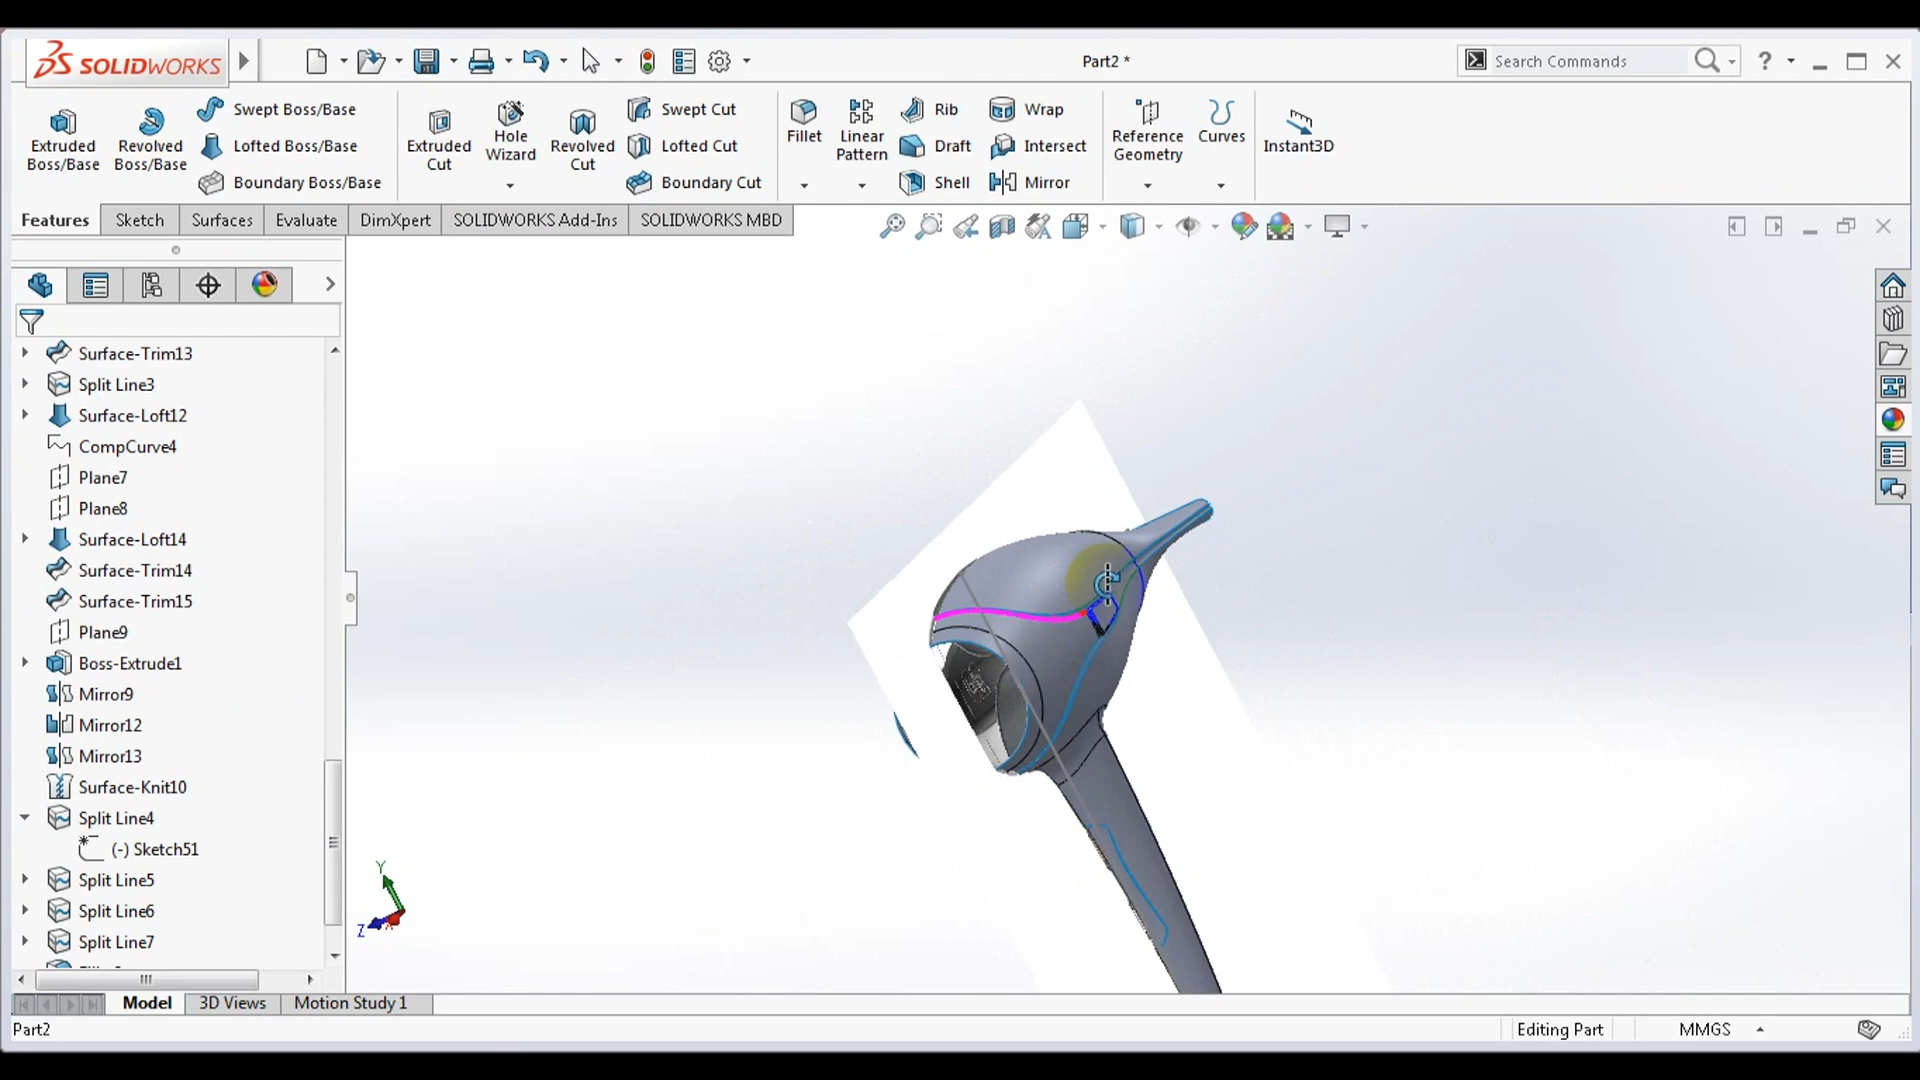 SOLIDWORKS
Part2 *
Search Commands
?
Extruded
Boss/Base
Revolved
Boss/Base
Swept Boss/Base
Lofted Boss/Base
Boundary Boss/Base
Extruded
Cut
Hole
Wizard
Revolved
Cut
Swept Cut
Lofted Cut
Boundary Cut
Fillet
Linear
Pattern
Rib
Draft
Shell
Wrap
Intersect
Mirror
Reference
Geometry
Curves
Instant3D
Features
Sketch
Surfaces
Evaluate
DimXpert
SOLIDWORKS Add-Ins
SOLIDWORKS MBD
Surface-Trim13
Split Line3
Surface-Loft12
CompCurve4
Plane7
Plane8
Surface-Loft14
Surface-Trim14
Surface-Trim15
Plane9
Boss-Extrude1
Mirror9
Mirror12
Mirror13
Surface-Knit10
Split Line4
(-) Sketch51
Split Line5
Split Line6
Split Line7
Y
Z
X
Model
3D Views
Motion Study 1
Part2
Editing Part
MMGS